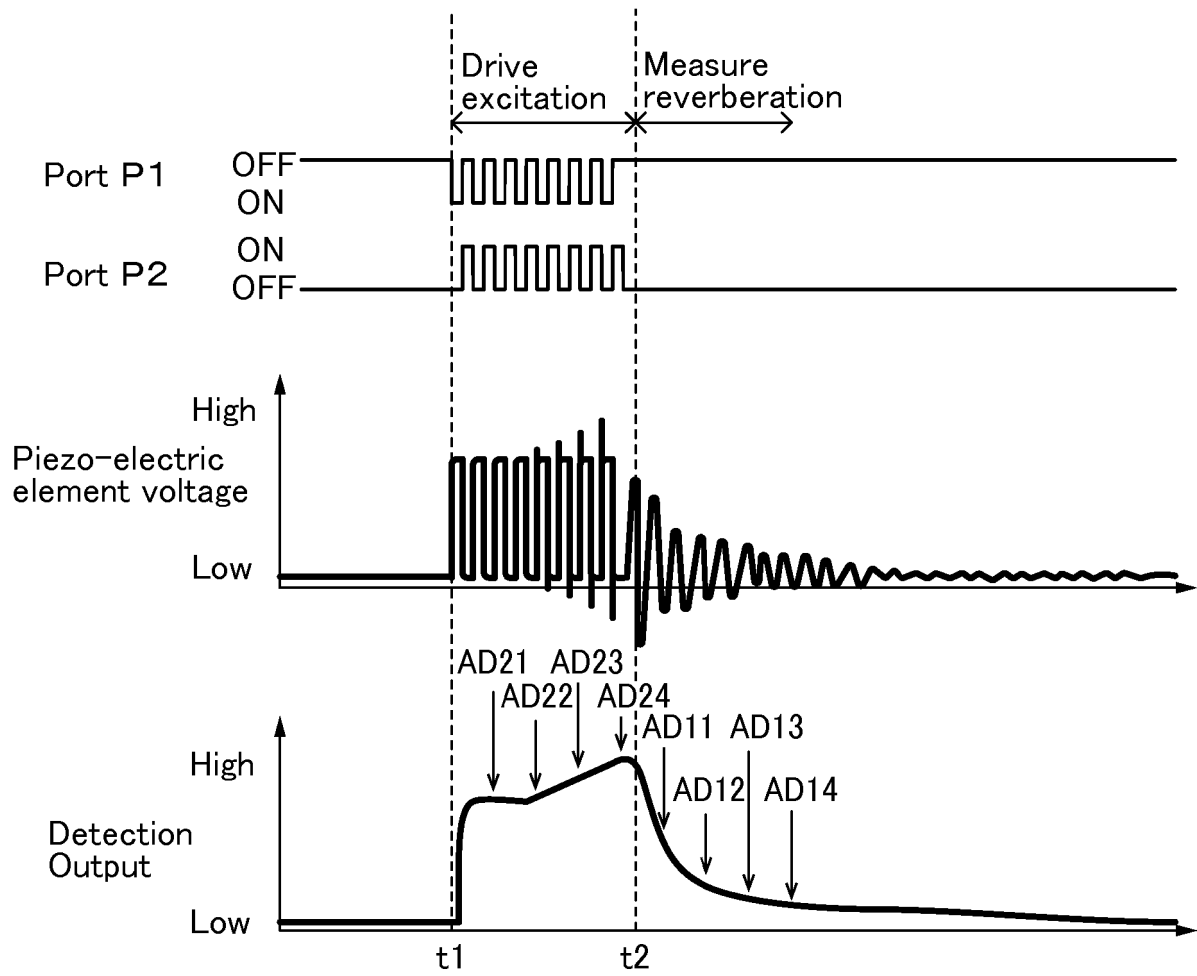 Drive
excitation
Measure
reverberation
Port P1
OFF
ON
Port P2
ON
OFF
High
Piezo-electric
element voltage
Low
AD21
AD22
AD23
AD24
AD11
AD12
AD13
AD14
High
Detection
Output
Low
t1
t2